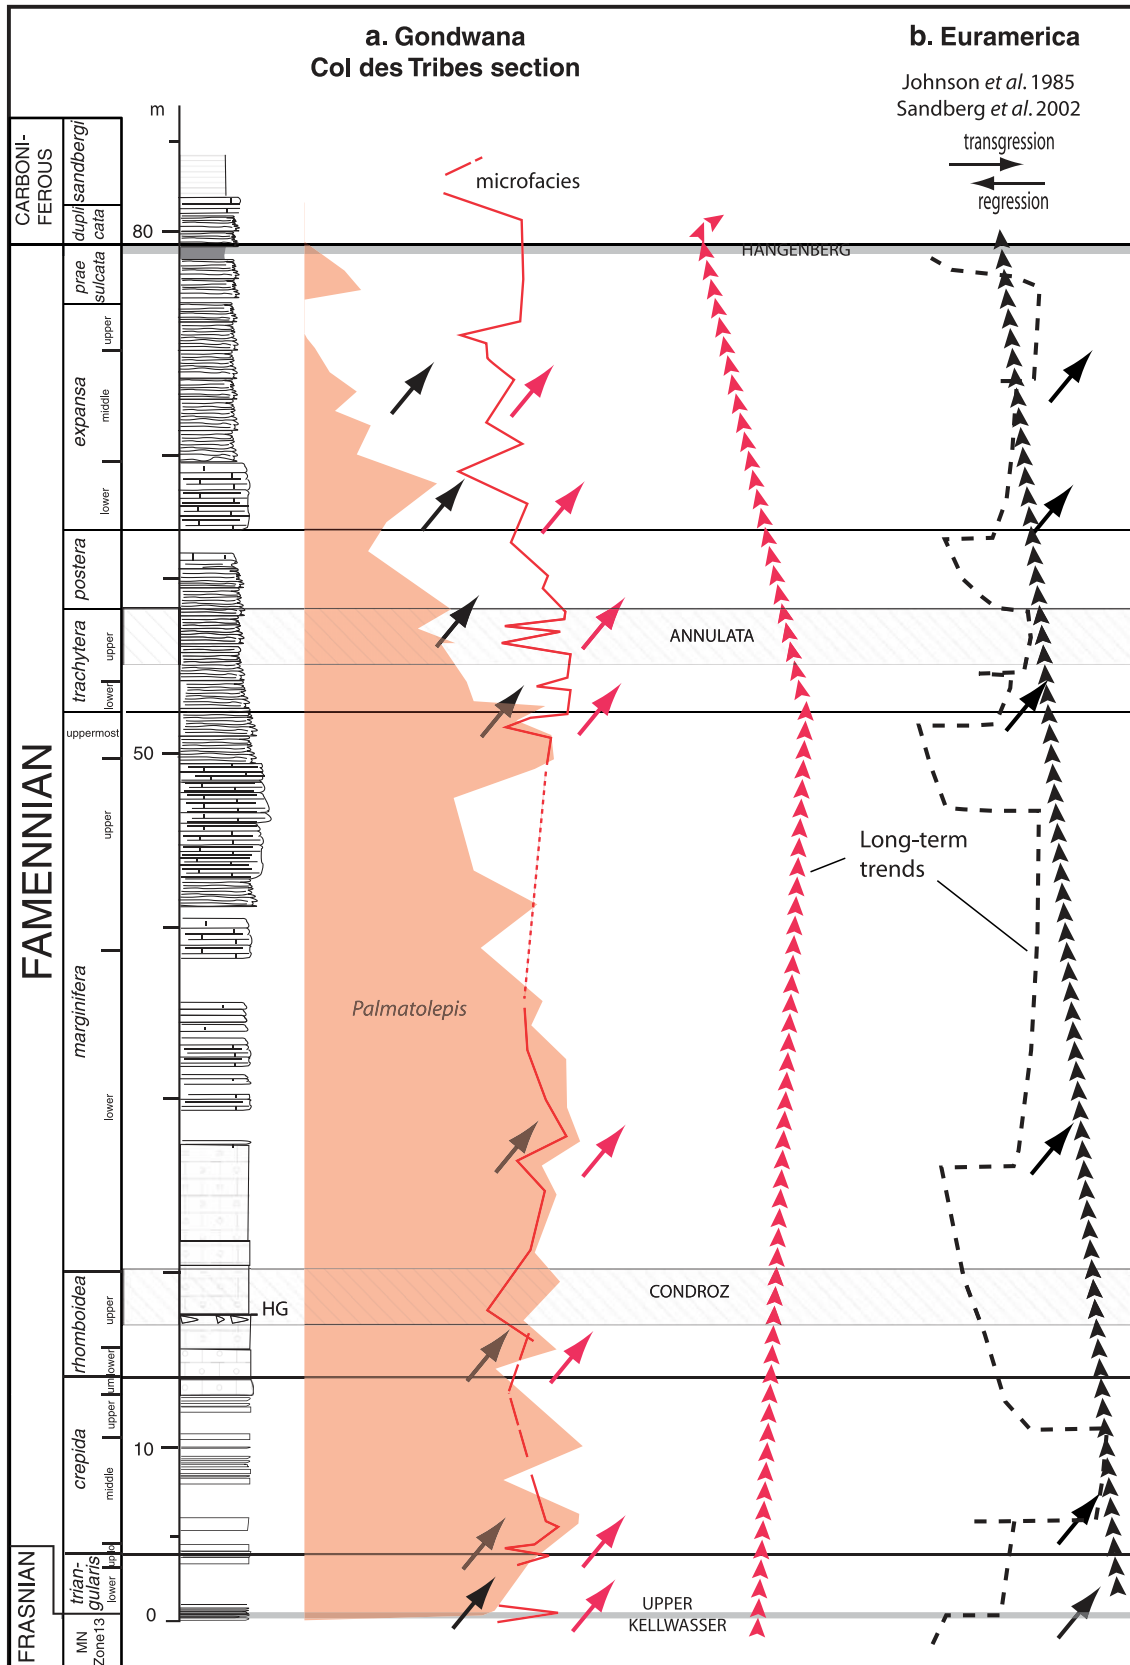 a. Gondwana
Col des Tribes section
b. Euramerica
Johnson et al. 1985
Sandberg et al. 2002
transgression
regression
m
microfacies
CARBONI-
FEROUS
sandbergi
dupli
cata
80
HANGENBERG
prae
sulcata
FAMENNIAN
expansa
upper
middle
lower
postera
trachytera
upper
lower
ANNULATA
uppermost
50
upper
marginifera
lower
Long-term
trends
Palmatolepis
CONDROZ
rhomboidea
upper
lower
HG
um
crepida
upper
middle
10
FRASNIAN
trian-
gularis
lower
0
UPPER
KELLWASSER
MN
Zone13